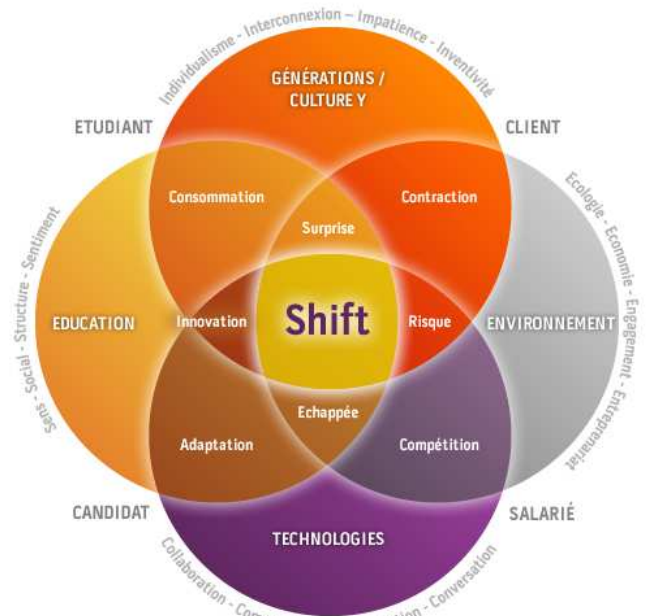 Individualisme - Interconnexion - Impatience - Inventivité
GÉNÉRATIONS /
CULTURE Y
ETUDIANT
CLIENT
Consommation
Contraction
Surprise
Sens - Social - Structure - Sentiment
Ecologie - Economie - Engagement - Entreprenariat
EDUCATION
Innovation
Shift
Risque
ENVIRONNEMENT
Echappée
Adaptation
Compétition
CANDIDAT
SALARIÉ
TECHNOLOGIES
Collaboration -
- Conversation